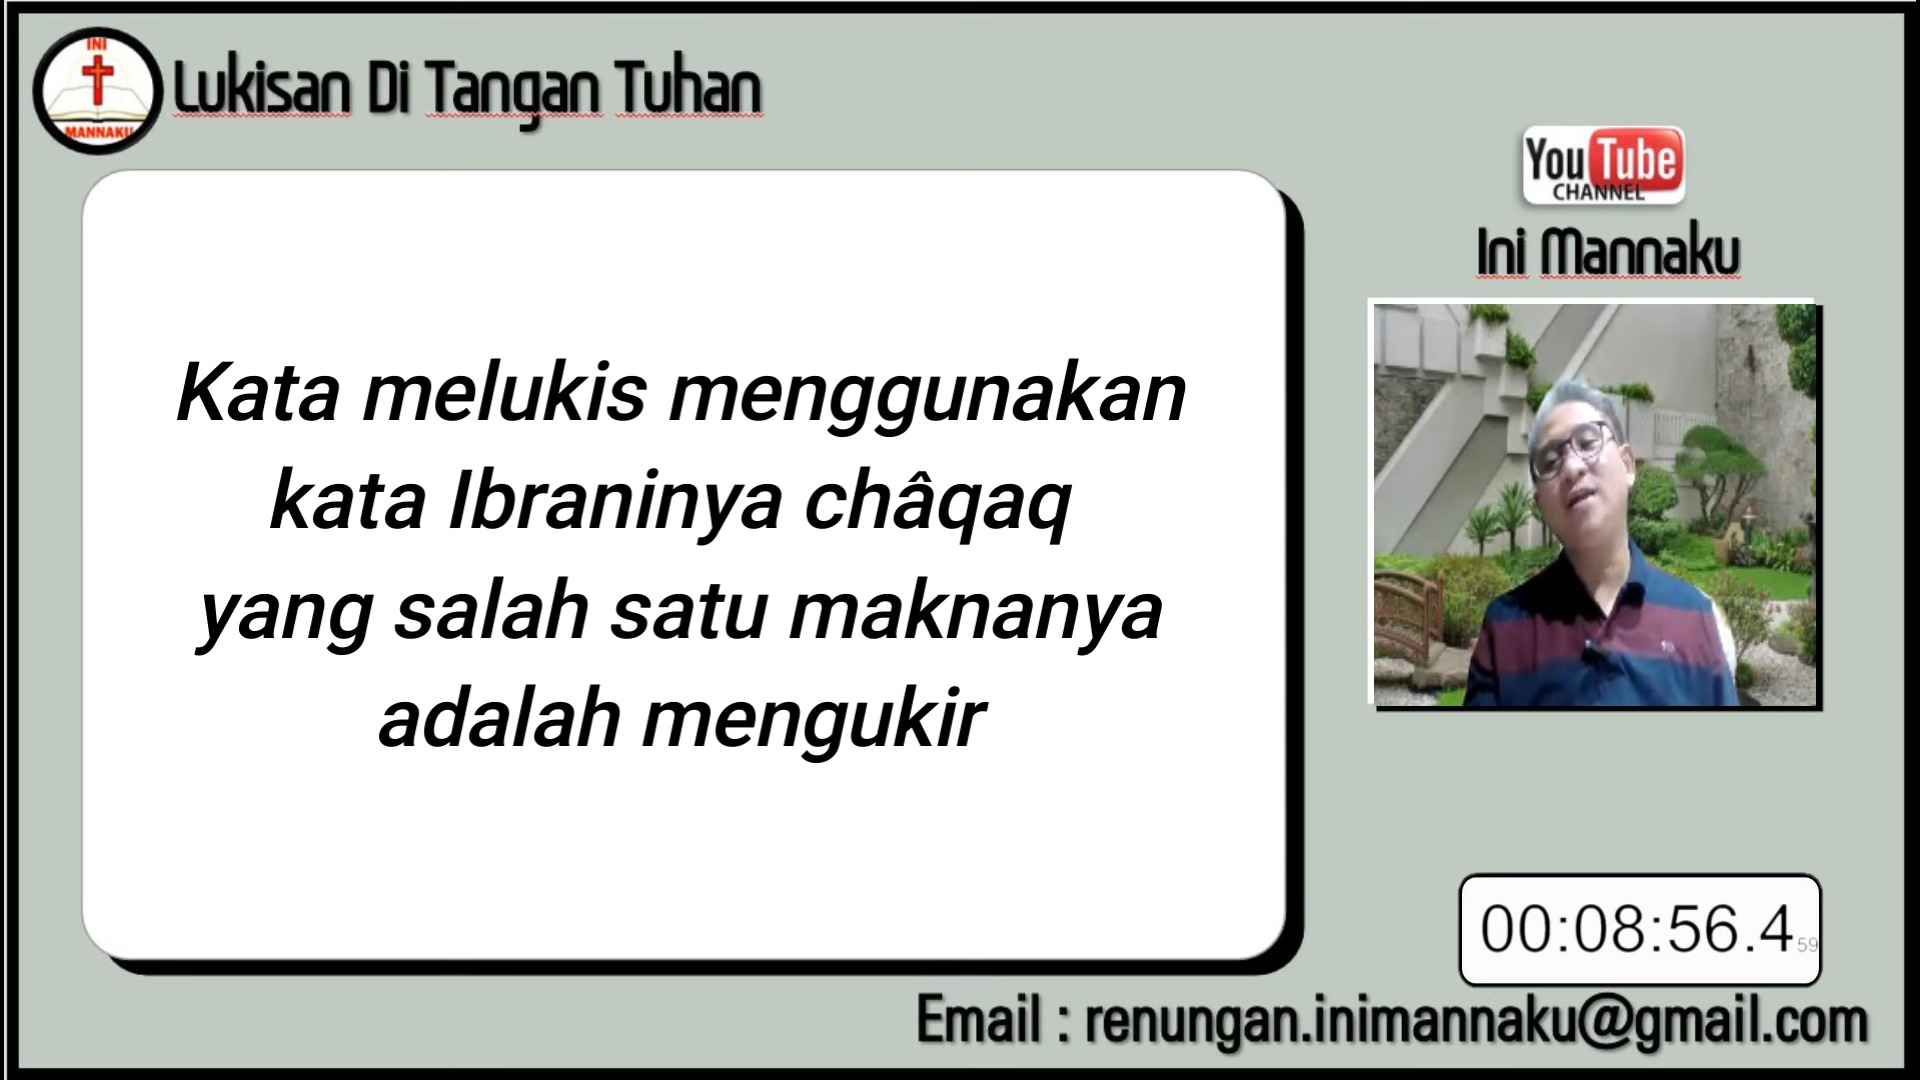 INI
MANNAKU
Lukisan Di Tangan Tuhan
You Tube
CHANNEL
Ini Mannaku
Kata melukis menggunakan
kata Ibraninya châqaq
yang salah satu maknanya
adalah mengukir
00:08:56.4 59
Email : renungan.inimannaku@gmail.com